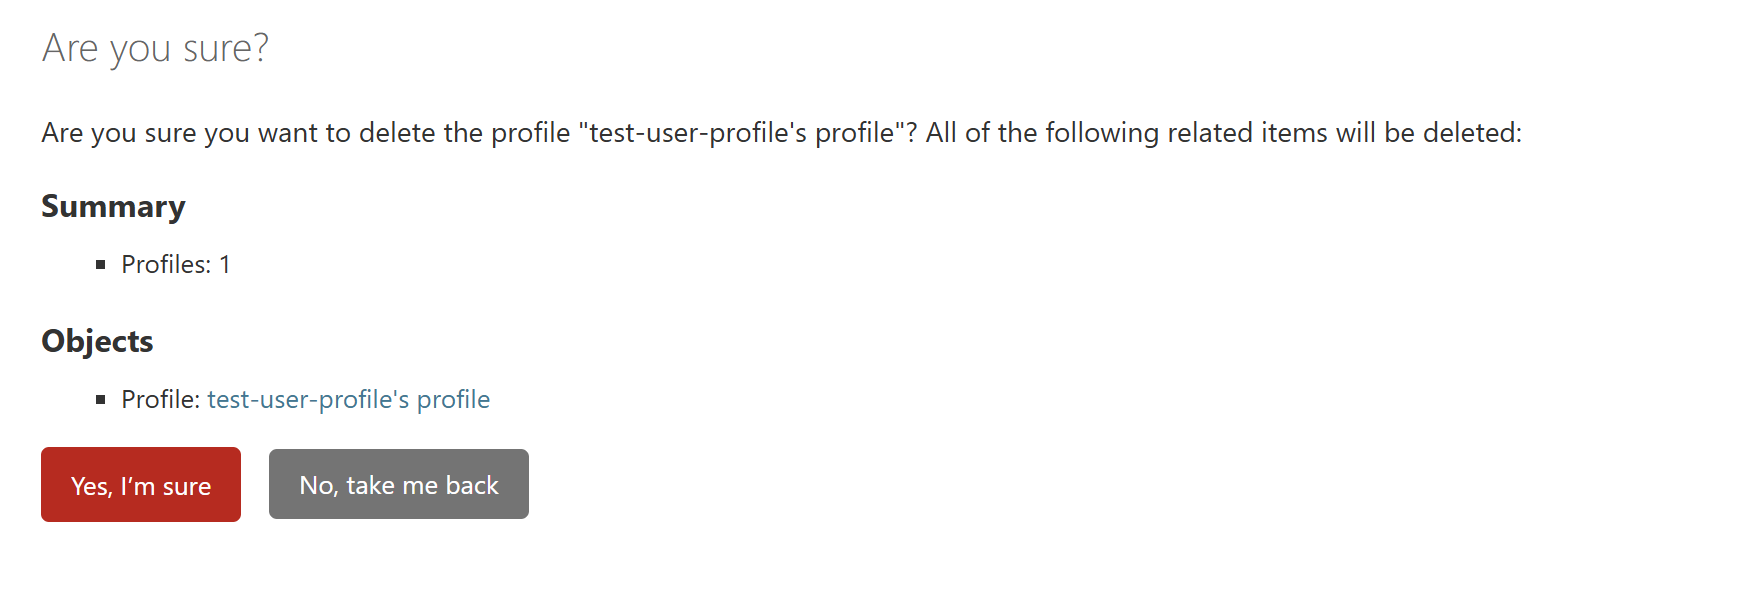 Are you sure?
Are you sure you want to delete the profile "test-user-profile's profile"? All of the following related items will be deleted:
Summary
Profiles: 1
Objects
Profile: test-user-profile's profile
Yes, I’m sure
No, take me back